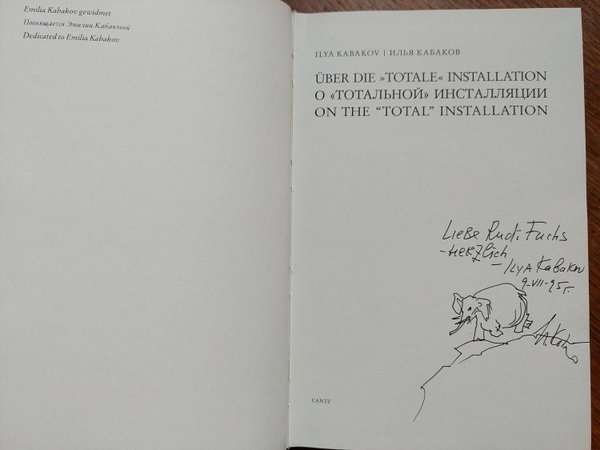 Emilia Kabakov gewidmet
Посвящается Эмилии Кабаковой
Dedicated to Emilia Kabakov
ILYA KABAKOV | ИЛЬЯ КАБАКОВ
ÜBER DIE »TOTALE« INSTALLATION
О «ТОТАЛЬНОЙ» ИНСТАЛЛЯЦИИ
ON THE “TOTAL” INSTALLATION
Liebe Rudi Fuchs
- Herzlich
- ILYA Kabakov
9-VII-95 г.
CANTZ